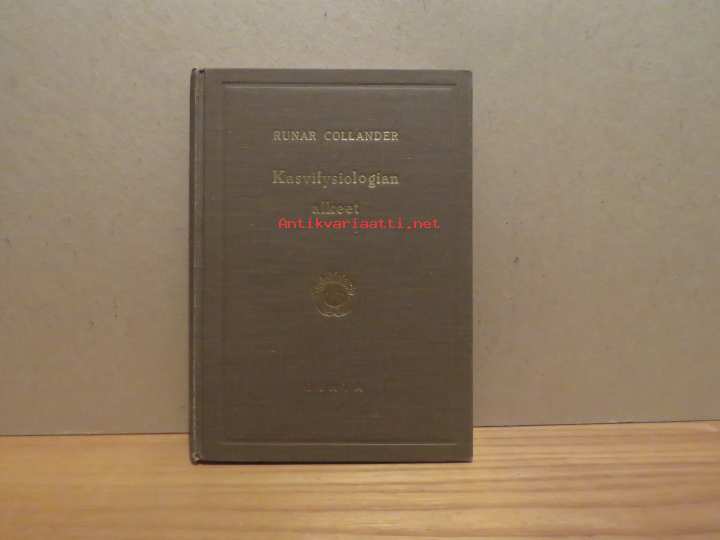 RUNAR COLLANDER
Kasvifysiologian
alkeet
Antikvariaatti.net